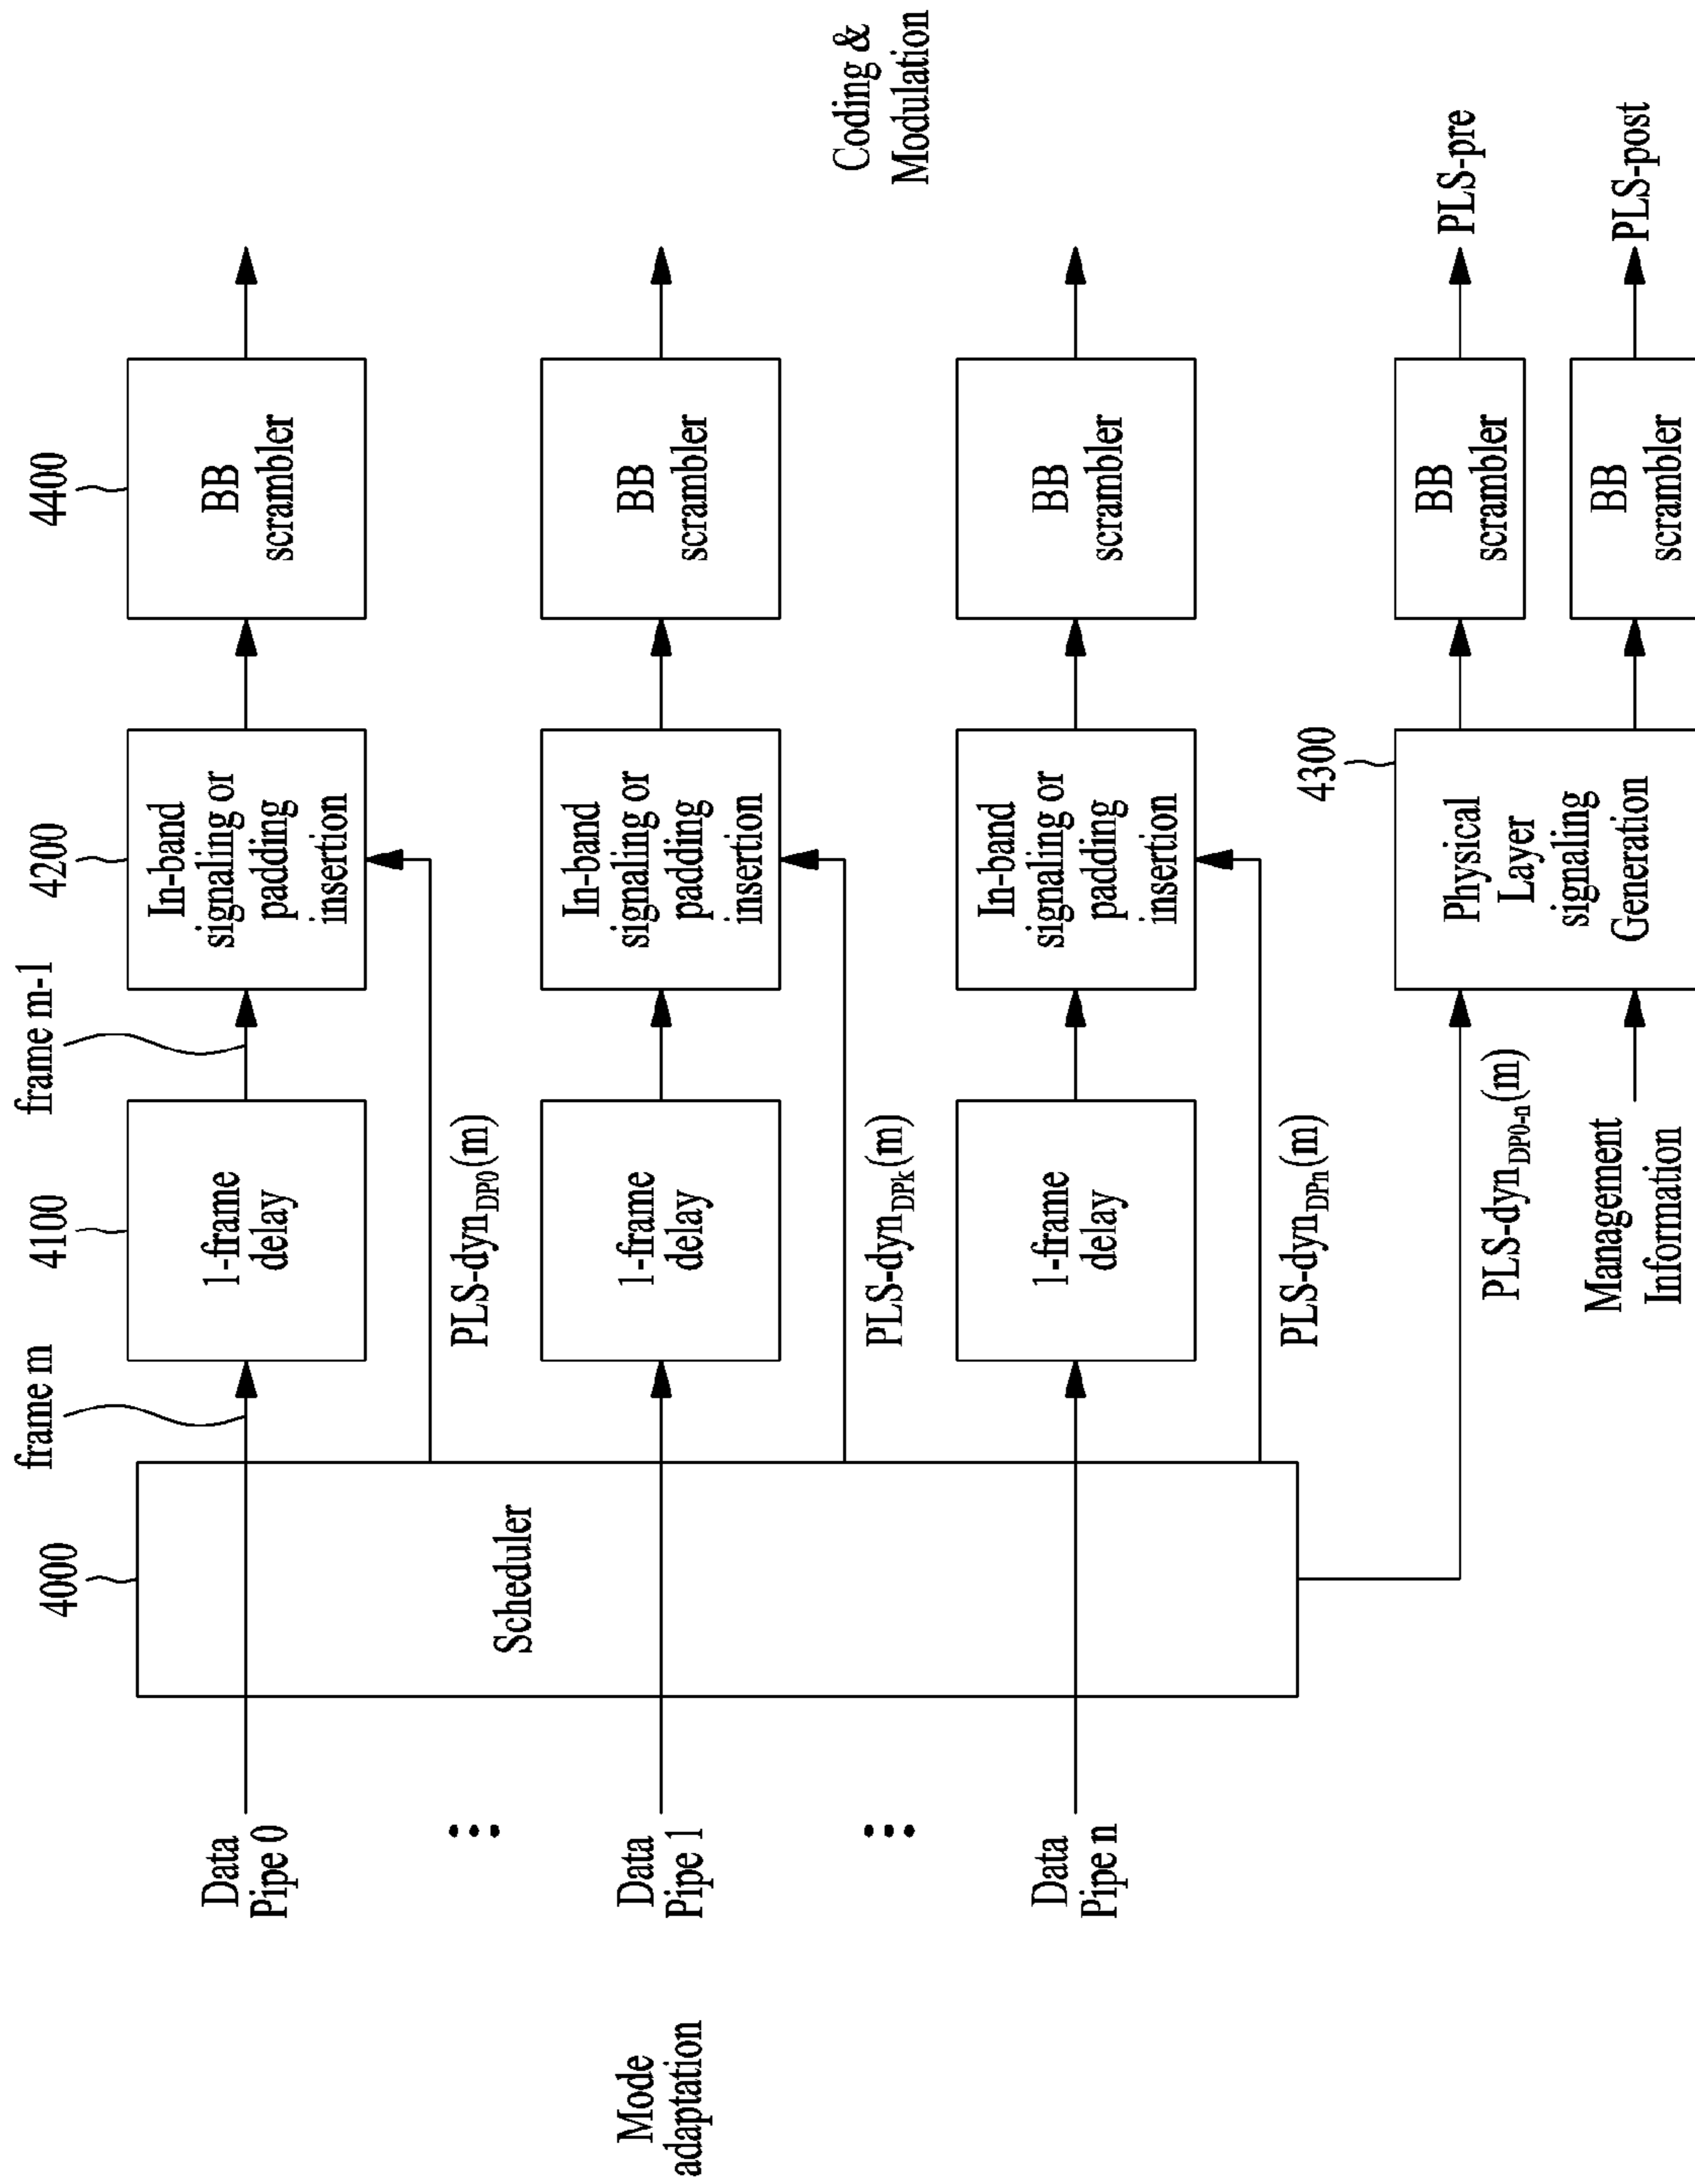 Mode
adaptation
Data
Pipe 0
Data
Pipe 1
Data
Pipe n
4000
Scheduler
frame m
4100
1-frame
delay
PLS-dynDP0(m)
frame m-1
4200
In-band
signaling or
padding
insertion
4400
BB
scrambler
1-frame
delay
PLS-dynDPk(m)
In-band
signaling or
padding
insertion
BB
scrambler
1-frame
delay
PLS-dynDPn(m)
In-band
signaling or
padding
insertion
BB
scrambler
PLS-dynDP0-n(m)
Management
Information
4300
Physical
Layer
signaling
Generation
BB
scrambler
PLS-pre
BB
scrambler
PLS-post
Coding &
Modulation